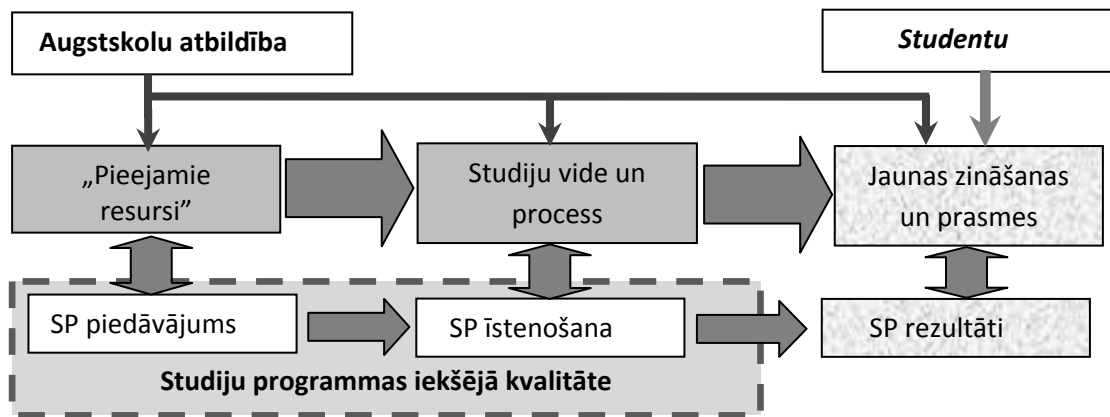 Augstskolu atbildība
Studentu
„Pieejamie
resursi”
Studiju vide un
process
Jaunas zināšanas
un prasmes
SP piedāvājums
SP īstenošana
SP rezultāti
Studiju programmas iekšējā kvalitāte